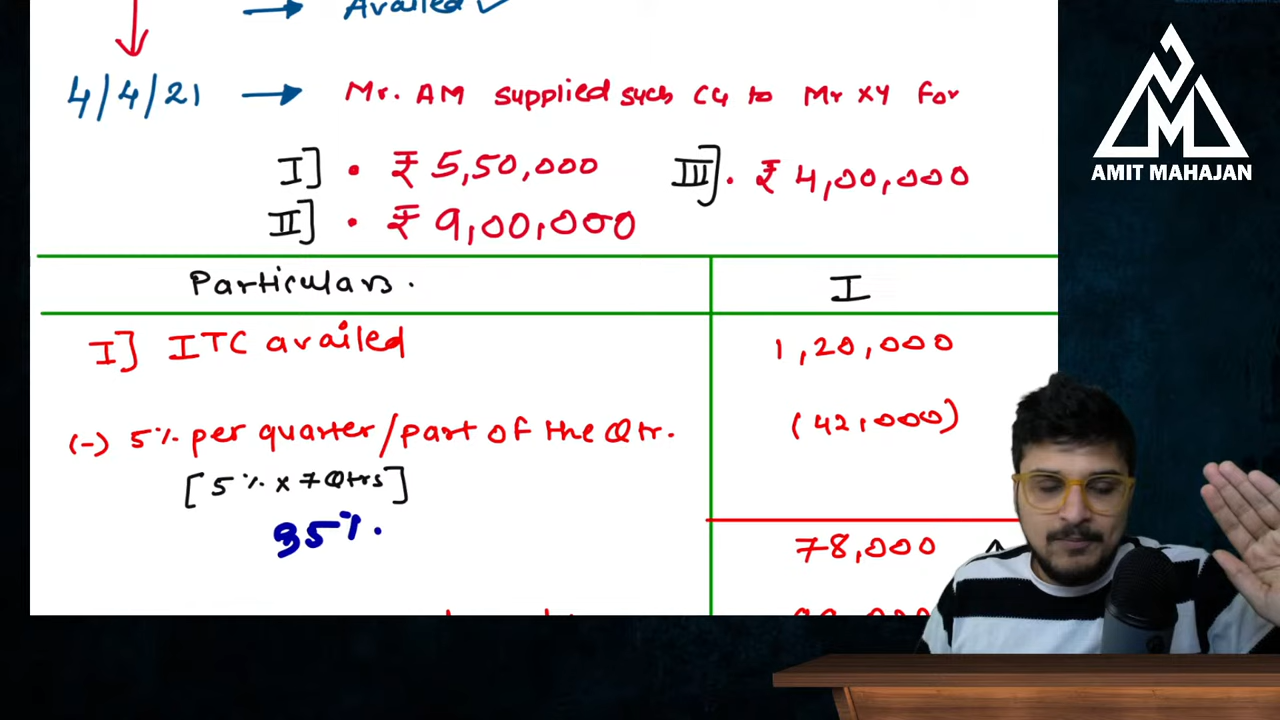 → Availed ✓
4/4/21 → Mr. AM supplied such CG to Mr XY for
I] • ₹ 5,50,000 III] • ₹ 4,00,000
II] • ₹ 9,00,000
Particulars. I
I] ITC availed 1,20,000
(-) 5% per quarter/part of the Qtr. (42,000)
[5% x 7 Qtrs]
35%.
78,000
AMIT MAHAJAN